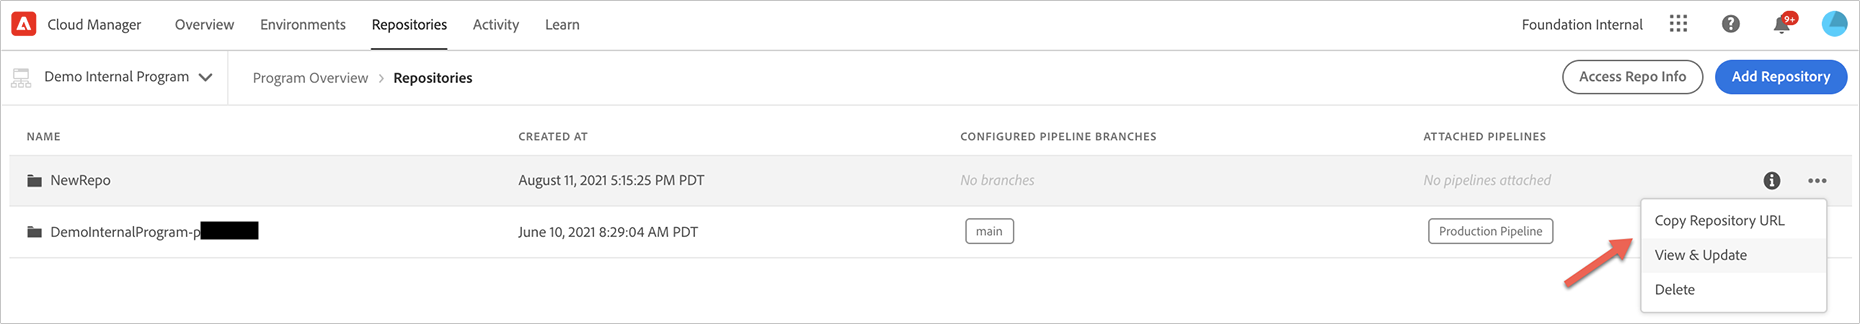 Cloud Manager Overview Environments Repositories Activity Learn Foundation Internal 9+
Demo Internal Program Program Overview > Repositories Access Repo Info Add Repository
NAME CREATED AT CONFIGURED PIPELINE BRANCHES ATTACHED PIPELINES
NewRepo August 11, 2021 5:15:25 PM PDT No branches No pipelines attached
DemoInternalProgram-p June 10, 2021 8:29:04 AM PDT main Production Pipeline
Copy Repository URL
View & Update
Delete